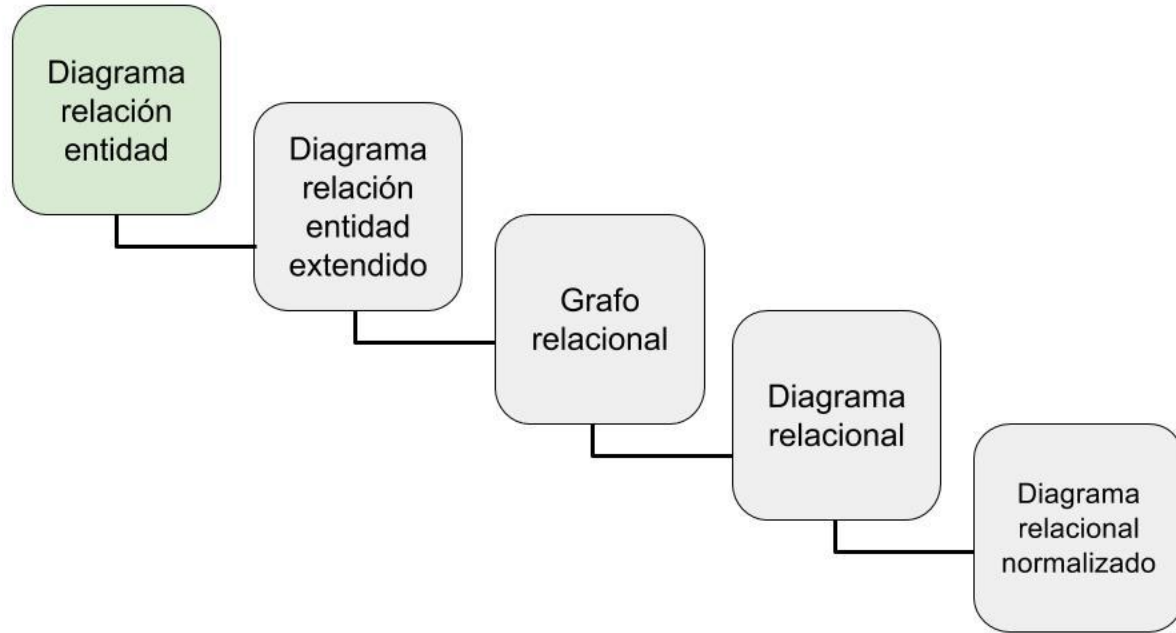 Diagrama
relación
entidad
Diagrama
relación
entidad
extendido
Grafo
relacional
Diagrama
relacional
Diagrama
relacional
normalizado